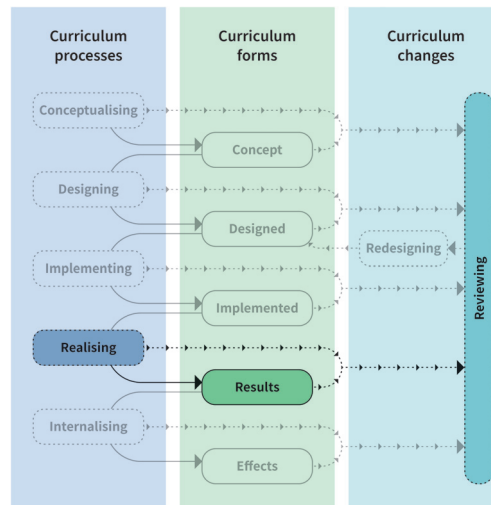 Curriculum
processes
Curriculum
forms
Curriculum
changes
Conceptualising
Concept
Designing
Designed
Redesigning
Implementing
Implemented
Reviewing
Realising
Results
Internalising
Effects